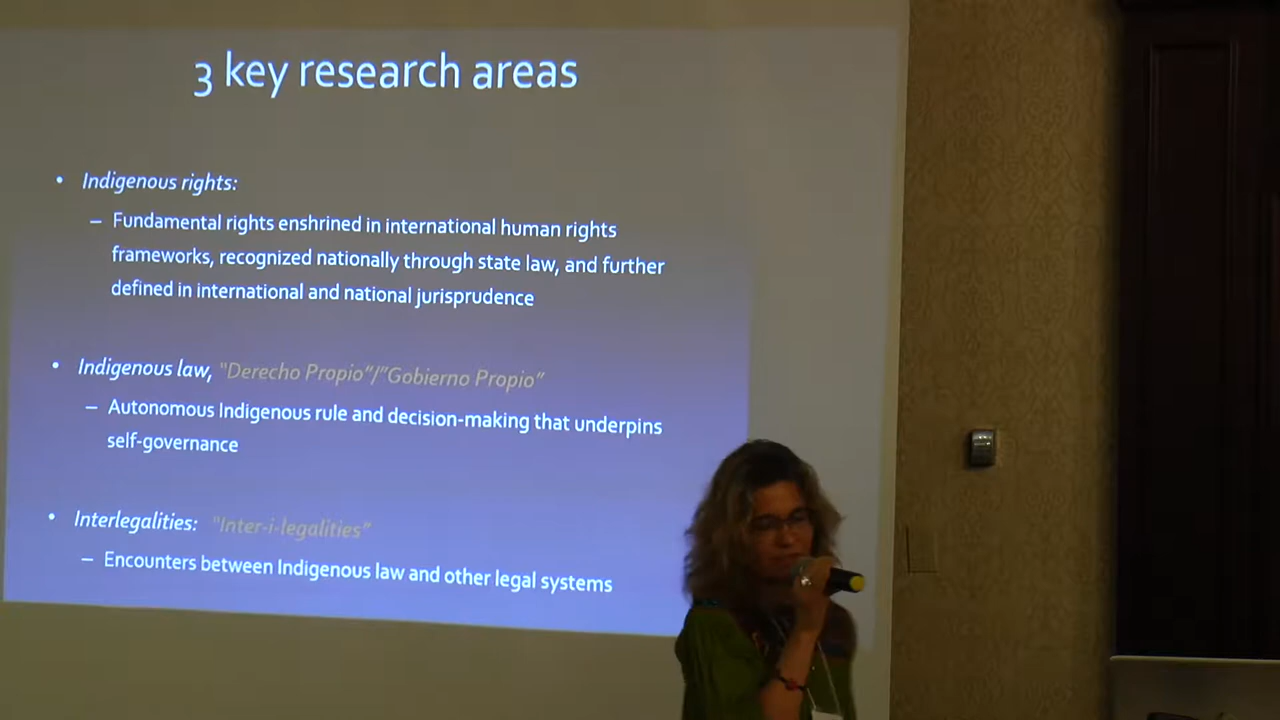 3 key research areas
• Indigenous rights:
– Fundamental rights enshrined in international human rights
frameworks, recognized nationally through state law, and further
defined in international and national jurisprudence
• Indigenous law, "Derecho Propio"/"Gobierno Propio"
– Autonomous Indigenous rule and decision-making that underpins
self-governance
• Interlegalities: "Inter-i-legalities"
– Encounters between Indigenous law and other legal systems